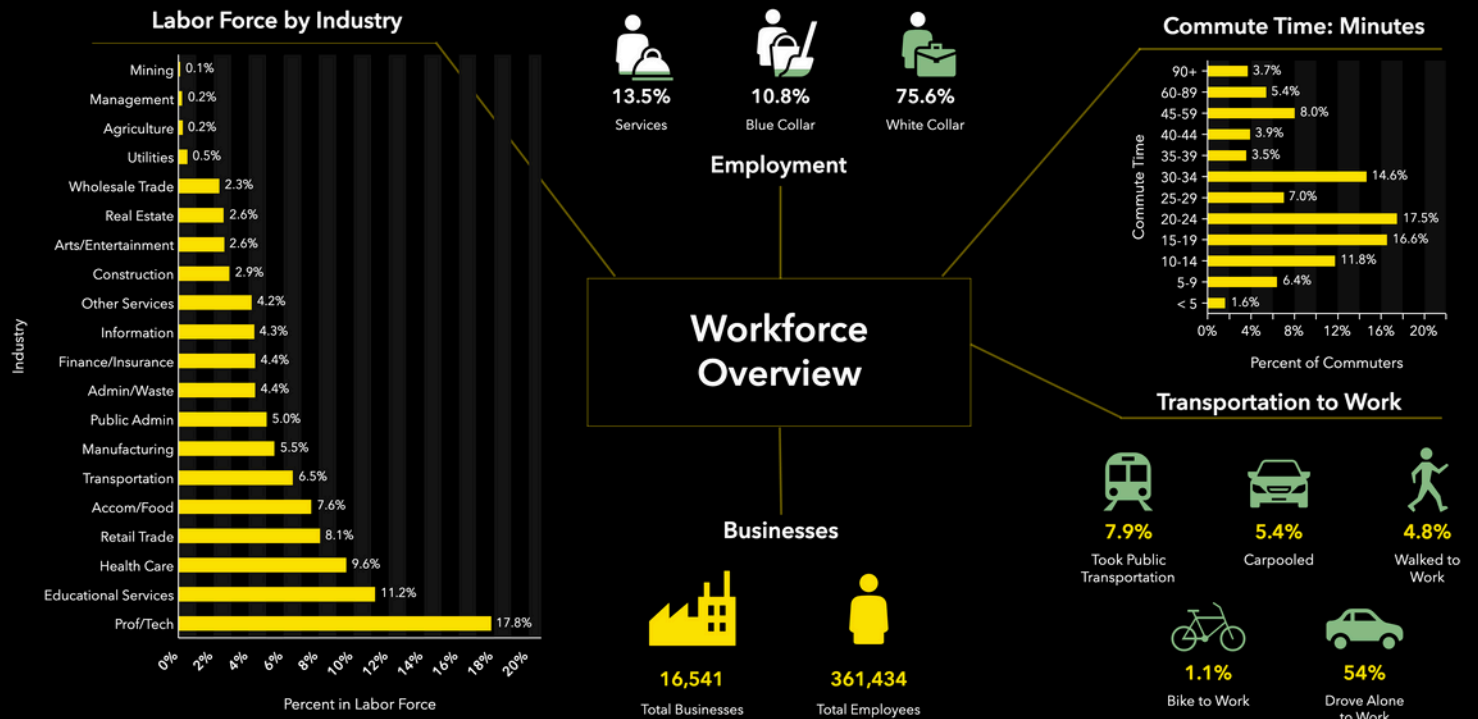 Labor Force by Industry
Industry
Mining 0.1%
Management 0.2%
Agriculture 0.2%
Utilities 0.5%
Wholesale Trade 2.3%
Real Estate 2.6%
Arts/Entertainment 2.6%
Construction 2.9%
Other Services 4.2%
Information 4.3%
Finance/Insurance 4.4%
Admin/Waste 4.4%
Public Admin 5.0%
Manufacturing 5.5%
Transportation 6.5%
Accom/Food 7.6%
Retail Trade 8.1%
Health Care 9.6%
Educational Services 11.2%
Prof/Tech 17.8%
0% 2% 4% 6% 8% 10% 12% 14% 16% 18% 20%
Percent in Labor Force
13.5% 10.8% 75.6%
Services Blue Collar White Collar
Employment
Workforce
Overview
Businesses
16,541 361,434
Total Businesses Total Employees
Commute Time: Minutes
Commute Time
90+ 3.7%
60-89 5.4%
45-59 8.0%
40-44 3.9%
35-39 3.5%
30-34 14.6%
25-29 7.0%
20-24 17.5%
15-19 16.6%
10-14 11.8%
5-9 6.4%
< 5 1.6%
0% 4% 8% 12% 16% 20%
Percent of Commuters
Transportation to Work
7.9%
Took Public
Transportation
5.4%
Carpooled
4.8%
Walked to
Work
1.1%
Bike to Work
54%
Drove Alone
to Work